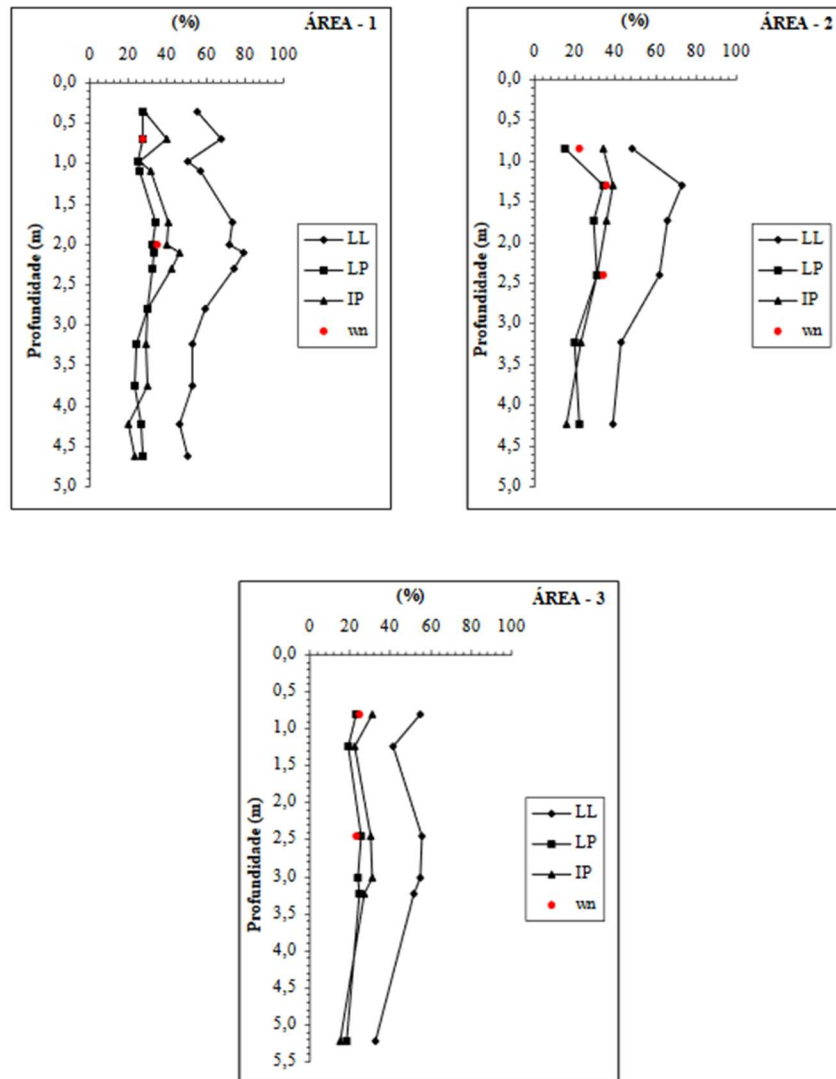 (%) ÁREA - 1
0 20 40 60 80 100
0,0
0,5
1,0
1,5
2,0
2,5
3,0
3,5
4,0
4,5
5,0
Profundidade (m)
LL
LP
IP
wn
(%) ÁREA - 2
0 20 40 60 80 100
0,0
0,5
1,0
1,5
2,0
2,5
3,0
3,5
4,0
4,5
5,0
Profundidade (m)
LL
LP
IP
wn
(%) ÁREA - 3
0 20 40 60 80 100
0,0
0,5
1,0
1,5
2,0
2,5
3,0
3,5
4,0
4,5
5,0
5,5
Profundidade (m)
LL
LP
IP
wn